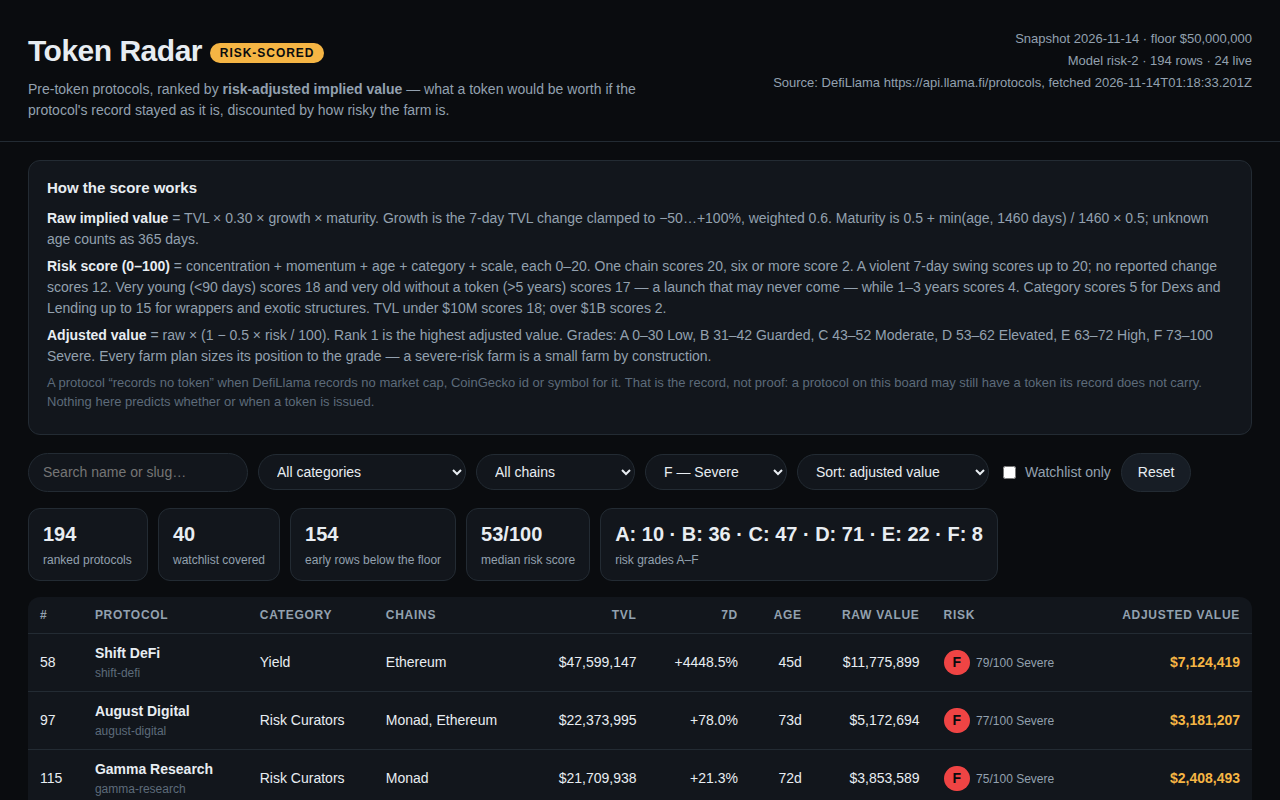 Token Radar RISK-SCORED
Pre-token protocols, ranked by risk-adjusted implied value — what a token would be worth if the
protocol's record stayed as it is, discounted by how risky the farm is.
Snapshot 2026-11-14 · floor $50,000,000
Model risk-2 · 194 rows · 24 live
Source: DefiLlama https://api.llama.fi/protocols, fetched 2026-11-14T01:18:33.201Z
How the score works
Raw implied value = TVL × 0.30 × growth × maturity. Growth is the 7-day TVL change clamped to −50…+100%, weighted 0.6. Maturity is 0.5 + min(age, 1460 days) / 1460 × 0.5; unknown
age counts as 365 days.
Risk score (0–100) = concentration + momentum + age + category + scale, each 0–20. One chain scores 20, six or more score 2. A violent 7-day swing scores up to 20; no reported change
scores 12. Very young (<90 days) scores 18 and very old without a token (>5 years) scores 17 — a launch that may never come — while 1–3 years scores 4. Category scores 5 for Dexs and
Lending up to 15 for wrappers and exotic structures. TVL under $10M scores 18; over $1B scores 2.
Adjusted value = raw × (1 − 0.5 × risk / 100). Rank 1 is the highest adjusted value. Grades: A 0–30 Low, B 31–42 Guarded, C 43–52 Moderate, D 53–62 Elevated, E 63–72 High, F 73–100
Severe. Every farm plan sizes its position to the grade — a severe-risk farm is a small farm by construction.
A protocol “records no token” when DefiLlama records no market cap, CoinGecko id or symbol for it. That is the record, not proof: a protocol on this board may still have a token its record does not carry.
Nothing here predicts whether or when a token is issued.
Search name or slug… All categories All chains F — Severe Sort: adjusted value Watchlist only Reset
194 40 154 53/100 A: 10 · B: 36 · C: 47 · D: 71 · E: 22 · F: 8
ranked protocols watchlist covered early rows below the floor median risk score risk grades A–F
# PROTOCOL CATEGORY CHAINS TVL 7D AGE RAW VALUE RISK ADJUSTED VALUE
58 Shift DeFi Yield Ethereum $47,599,147 +4448.5% 45d $11,775,899 F 79/100 Severe $7,124,419
shift-defi
97 August Digital Risk Curators Monad, Ethereum $22,373,995 +78.0% 73d $5,172,694 F 77/100 Severe $3,181,207
august-digital
115 Gamma Research Risk Curators Monad $21,709,938 +21.3% 72d $3,853,589 F 75/100 Severe $2,408,493
gamma-research